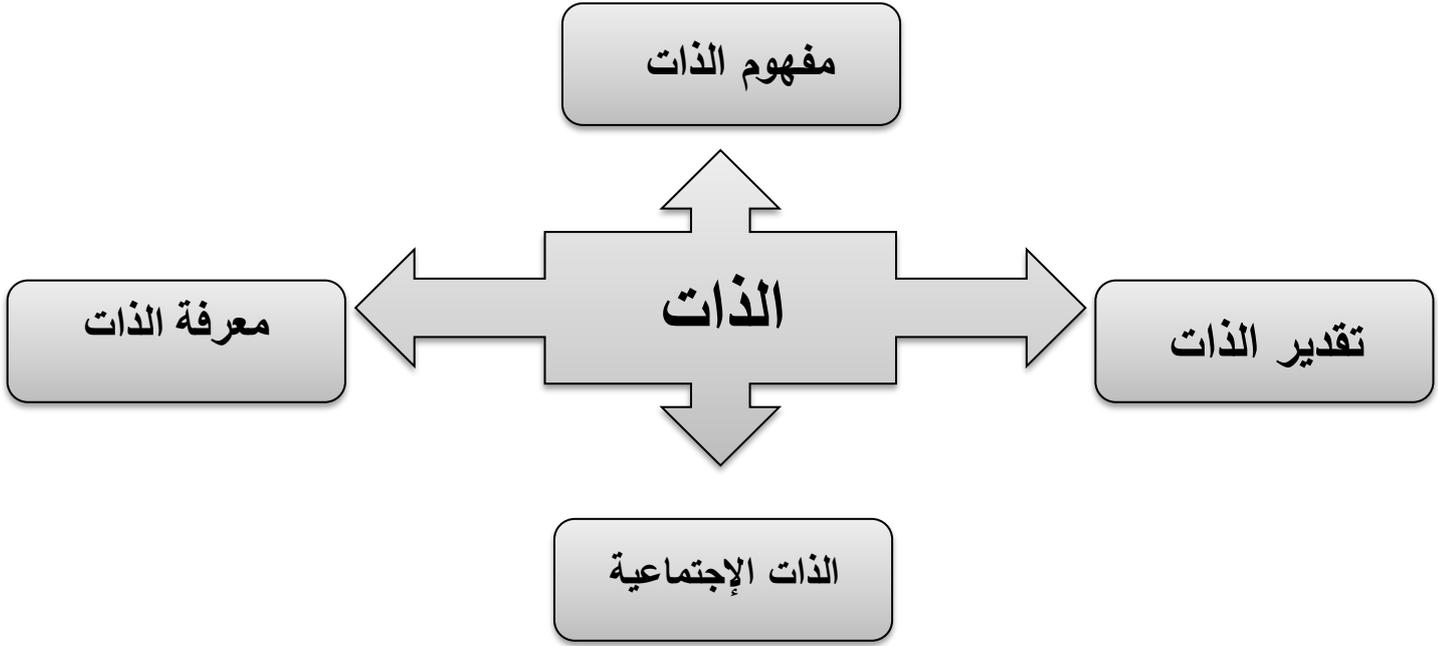 مفهوم الذات
تقدير الذات
الذات
معرفة الذات
الذات الإجتماعية